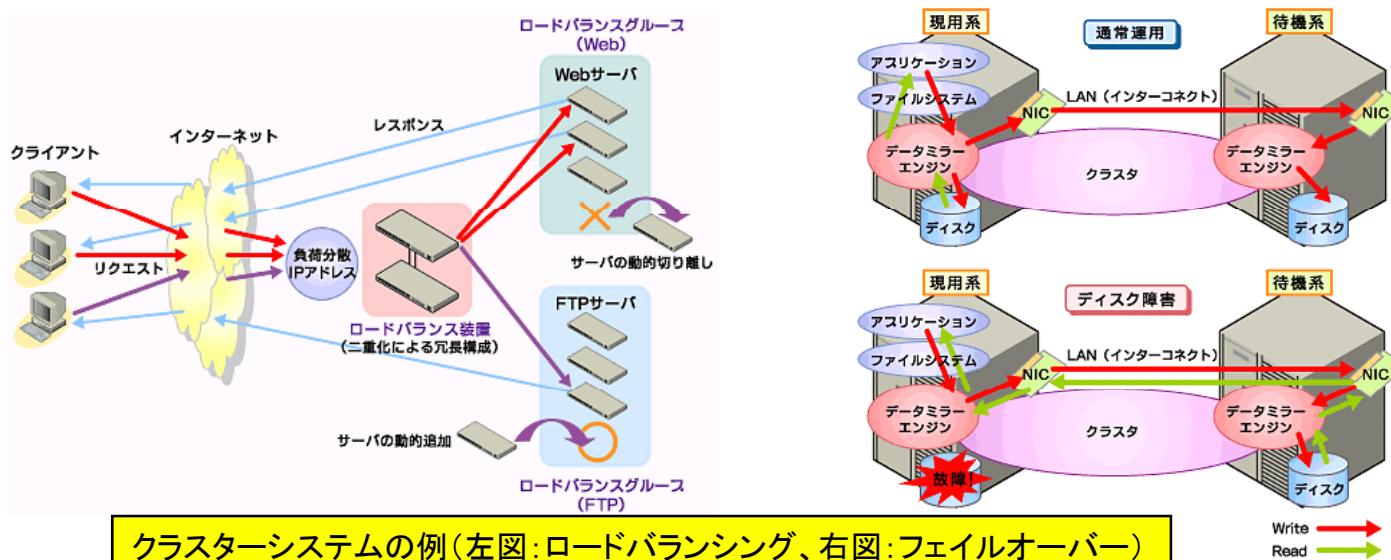 ロードバランスグループ
(Web)
Webサーバ
レスポンス
インターネット
クライアント
リクエスト
負荷分散
IPアドレス
サーバの動的切り離し
ロードバランス装置
(二重化による冗長構成)
FTPサーバ
サーバの動的追加
ロードバランスグループ
(FTP)
現用系
通常運用
待機系
アプリケーション
ファイルシステム
LAN(インターコネクト)
NIC
NIC
データミラー
エンジン
クラスタ
データミラー
エンジン
ディスク
ディスク
現用系
ディスク障害
待機系
アプリケーション
ファイルシステム
LAN(インターコネクト)
NIC
NIC
データミラー
エンジン
クラスタ
データミラー
エンジン
故障!
ディスク
Write
Read
クラスターシステムの例(左図:ロードバランシング、右図:フェイルオーバー)